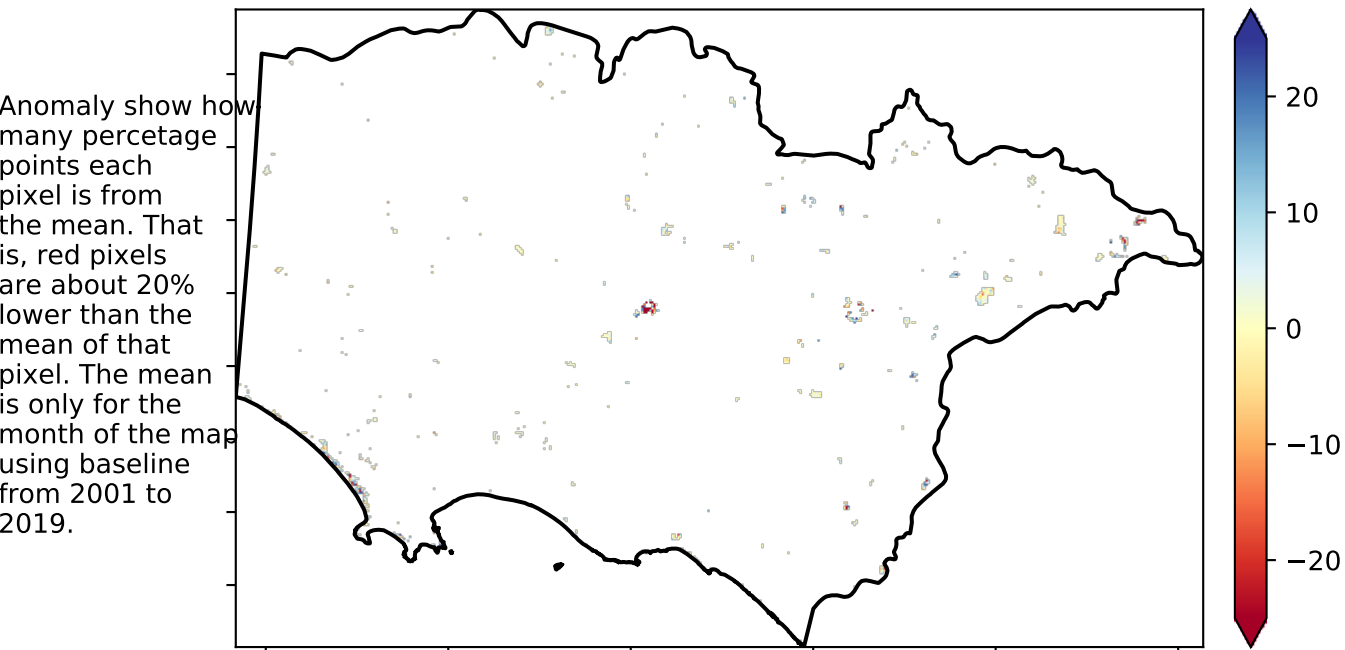 Anomaly show how
many percetage
points each
pixel is from
the mean. That
is, red pixels
are about 20%
lower than the
mean of that
pixel. The mean
is only for the
month of the map
using baseline
from 2001 to
2019.
20
10
0
−10
−20